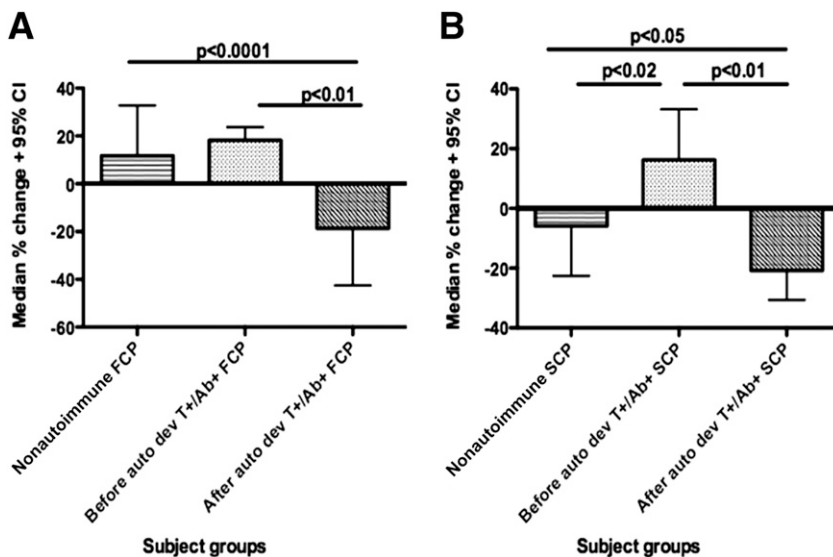 A
p<0.0001
p<0.01
Median % change + 95% CI
40
20
0
-20
-40
-60
Nonautoimmune FCP
Before auto dev T+/Ab+ FCP
After auto dev T+/Ab+ FCP
Subject groups
B
p<0.05
p<0.02
p<0.01
Median % change + 95% CI
40
20
0
-20
-40
Nonautoimmune SCP
Before auto dev T+/Ab+ SCP
After auto dev T+/Ab+ SCP
Subject groups